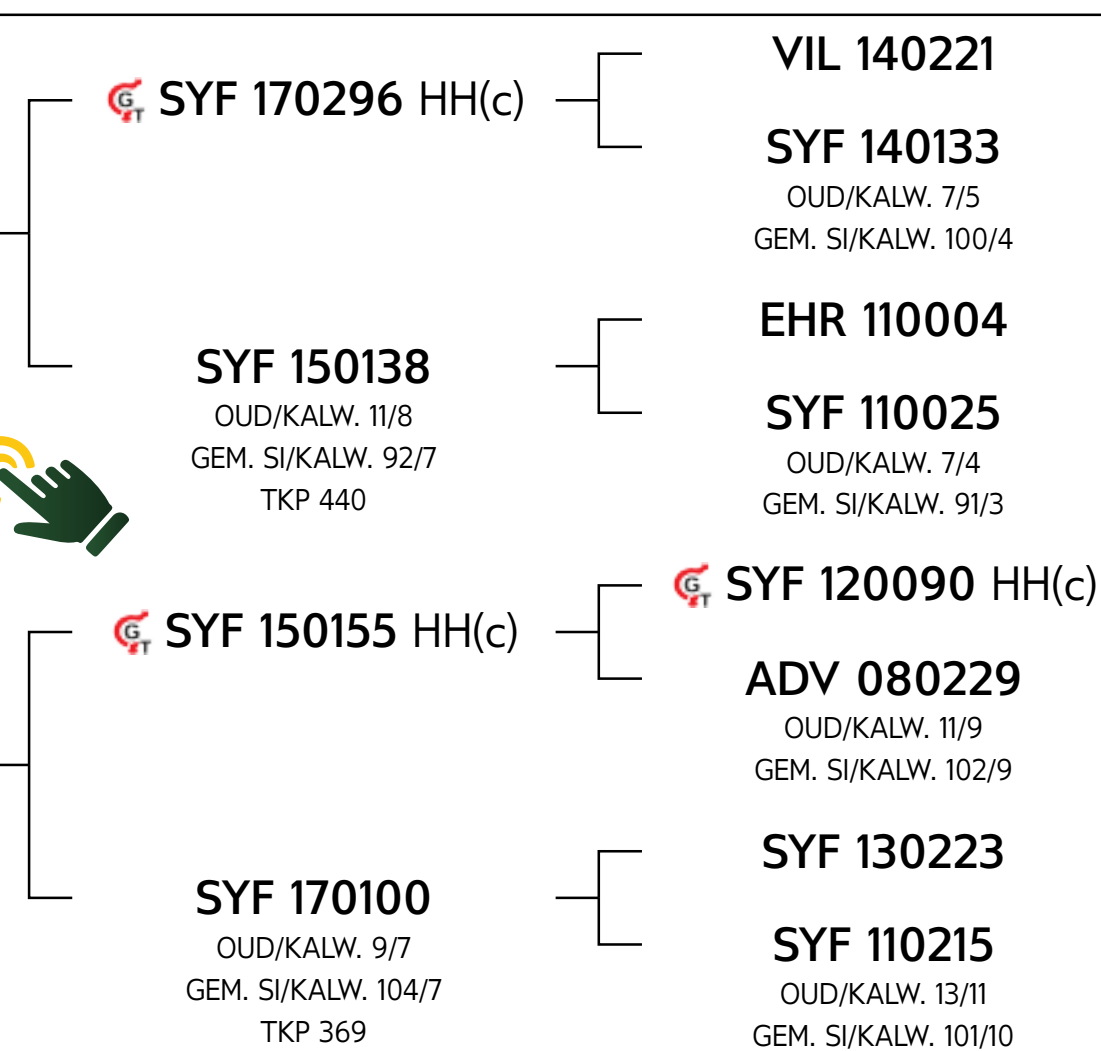 VIL 140221
GT SYF 170296 HH(c)
SYF 140133
OUD/KALW. 7/5
GEM. SI/KALW. 100/4
EHR 110004
SYF 150138
OUD/KALW. 11/8
GEM. SI/KALW. 92/7
TKP 440
SYF 110025
OUD/KALW. 7/4
GEM. SI/KALW. 91/3
GT SYF 120090 HH(c)
GT SYF 150155 HH(c)
ADV 080229
OUD/KALW. 11/9
GEM. SI/KALW. 102/9
SYF 130223
SYF 170100
OUD/KALW. 9/7
GEM. SI/KALW. 104/7
TKP 369
SYF 110215
OUD/KALW. 13/11
GEM. SI/KALW. 101/10